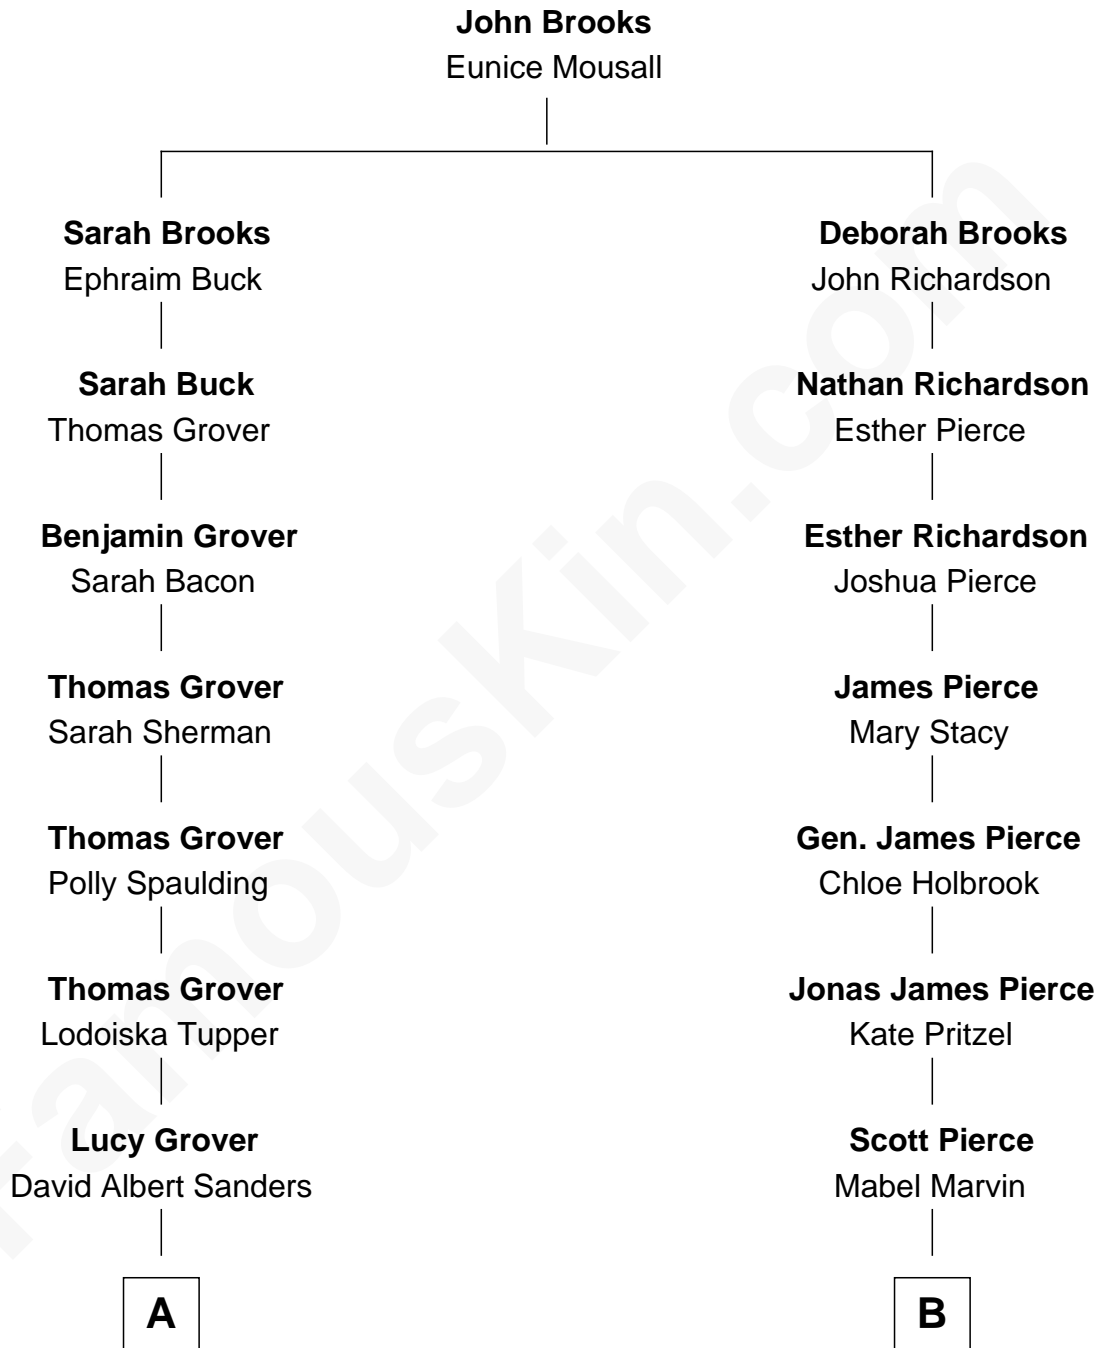 John Brooks
Eunice Mousall
Sarah Brooks
Ephraim Buck
Deborah Brooks
John Richardson
Sarah Buck
Thomas Grover
Nathan Richardson
Esther Pierce
Benjamin Grover
Sarah Bacon
Esther Richardson
Joshua Pierce
Thomas Grover
Sarah Sherman
James Pierce
Mary Stacy
Thomas Grover
Polly Spaulding
Gen. James Pierce
Chloe Holbrook
Thomas Grover
Lodoiska Tupper
Jonas James Pierce
Kate Pritzel
Lucy Grover
David Albert Sanders
Scott Pierce
Mabel Marvin
A
B
FamousKin.com